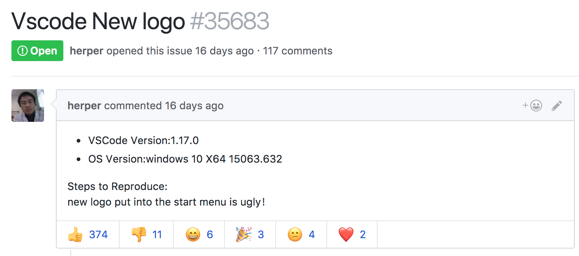 Vscode New logo #35683
Open herper opened this issue 16 days ago · 117 comments
herper commented 16 days ago
• VSCode Version:1.17.0
• OS Version:windows 10 X64 15063.632
Steps to Reproduce:
new logo put into the start menu is ugly!
374 11 6 3 4 2